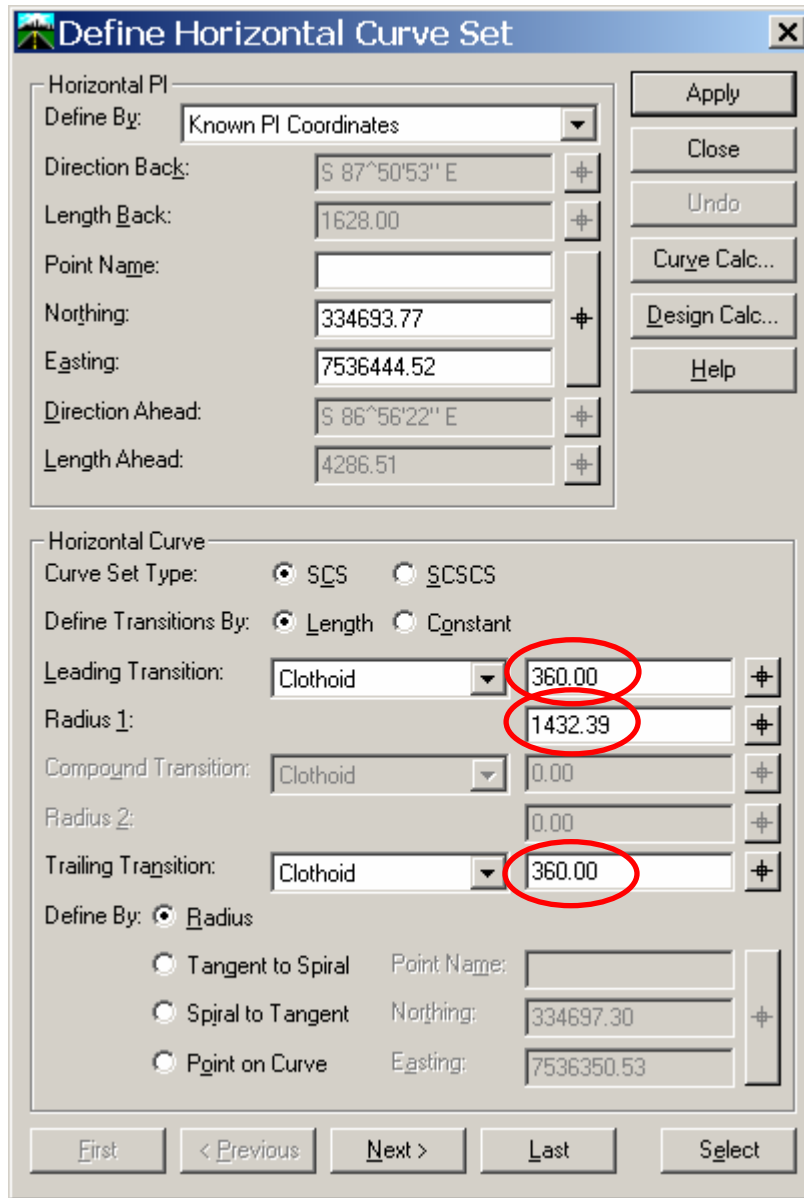 Define Horizontal Curve Set
Horizontal PI
Define By: Known PI Coordinates
Apply
Direction Back: S 87^50'53" E
Close
Length Back: 1628.00
Undo
Point Name:
Curve Calc...
Northing: 334693.77
Design Calc...
Easting: 7536444.52
Help
Direction Ahead: S 86^56'22" E
Length Ahead: 4286.51
Horizontal Curve
Curve Set Type: SCS SCSCS
Define Transitions By: Length Constant
Leading Transition: Clothoid 360.00
Radius 1: 1432.39
Compound Transition: Clothoid 0.00
Radius 2: 0.00
Trailing Transition: Clothoid 360.00
Define By: Radius
Tangent to Spiral Point Name:
Spiral to Tangent Northing: 334697.30
Point on Curve Easting: 7536350.53
First < Previous Next > Last Select